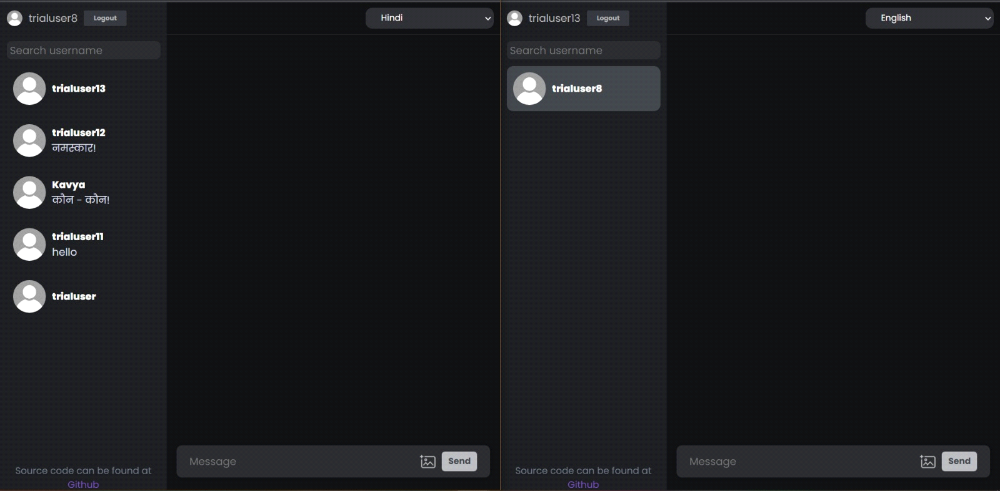 trialuser8 Logout
Hindi
Search username
trialuser13
trialuser12
नमस्कार!
Kavya
कौन - कौन!
trialuser11
hello
trialuser
Message Send
Source code can be found at
Github
trialuser13 Logout
English
Search username
trialuser8
Message Send
Source code can be found at
Github